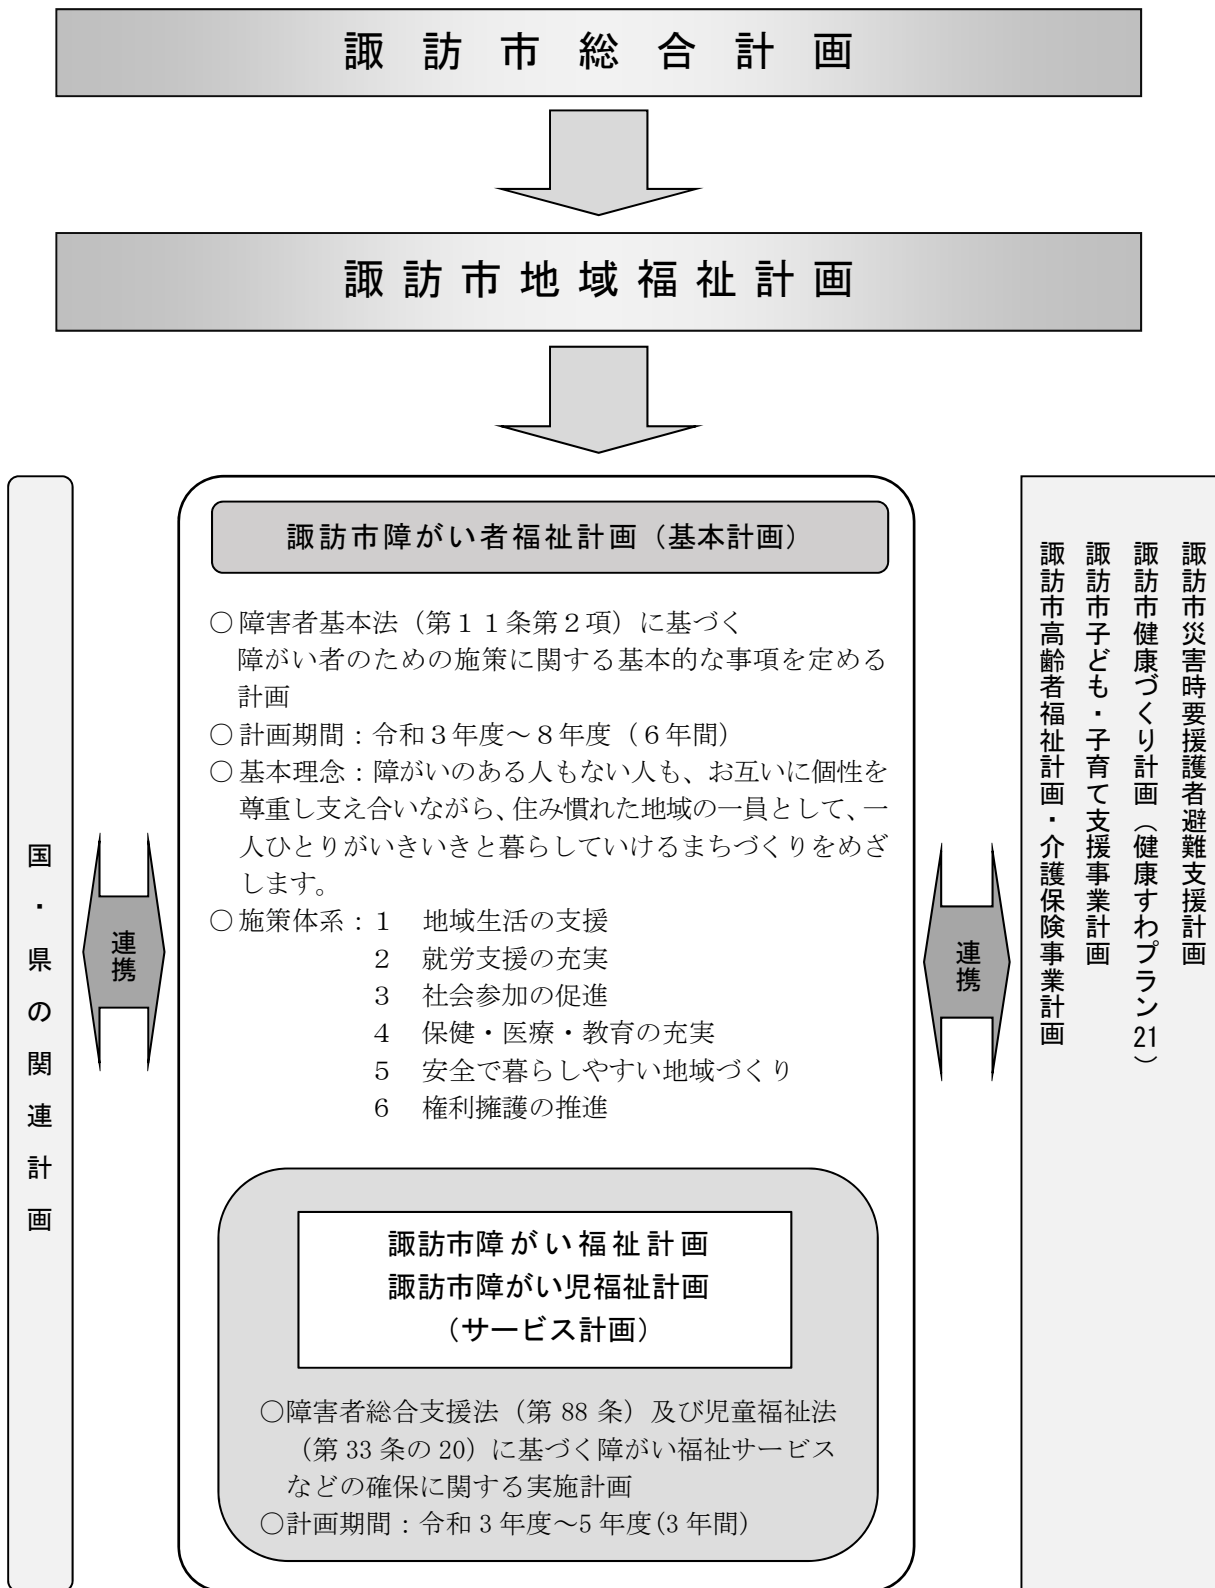 諏訪市総合計画
諏訪市地域福祉計画
国・県の関連計画
連携
諏訪市障がい者福祉計画（基本計画）
○障害者基本法（第１１条第２項）に基づく
障がい者のための施策に関する基本的な事項を定める
計画
○計画期間：令和３年度～８年度（６年間）
○基本理念：障がいのある人もない人も、お互いに個性を
尊重し支え合いながら、住み慣れた地域の一員として、一
人ひとりがいきいきと暮らしていけるまちづくりをめざ
します。
○施策体系：１　地域生活の支援
２　就労支援の充実
３　社会参加の促進
４　保健・医療・教育の充実
５　安全で暮らしやすい地域づくり
６　権利擁護の推進
諏訪市障がい福祉計画
諏訪市障がい児福祉計画
（サービス計画）
○障害者総合支援法（第 88 条）及び児童福祉法
（第 33 条の 20）に基づく障がい福祉サービス
などの確保に関する実施計画
○計画期間：令和 3 年度～5 年度(3 年間)
連携
諏訪市災害時要援護者避難支援計画
諏訪市健康づくり計画（健康すわプラン21）
諏訪市子ども・子育て支援事業計画
諏訪市高齢者福祉計画・介護保険事業計画